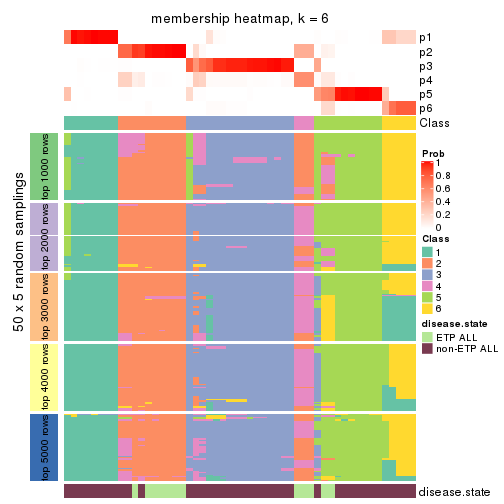 membership heatmap, k = 6
p1
p2
p3
p4
p5
p6
Class
50 x 5 random samplings
top 1000 rows
top 2000 rows
top 3000 rows
top 4000 rows
top 5000 rows
Prob
1
0.8
0.6
0.4
0.2
0
Class
1
2
3
4
5
6
disease.state
ETP ALL
non-ETP ALL
disease.state